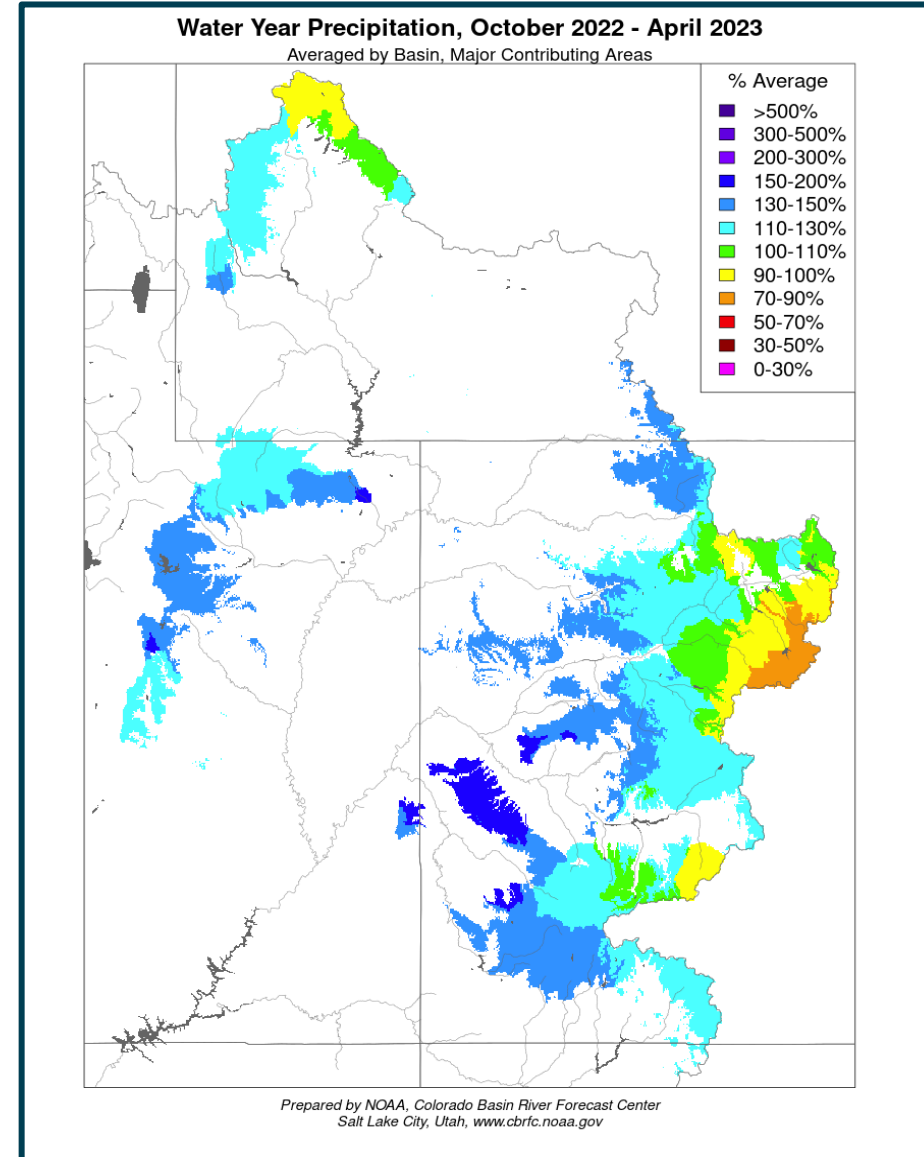 Water Year Precipitation, October 2022 - April 2023
Averaged by Basin, Major Contributing Areas
% Average
>500%
300-500%
200-300%
150-200%
130-150%
110-130%
100-110%
90-100%
70-90%
50-70%
30-50%
0-30%
Prepared by NOAA, Colorado Basin River Forecast Center
Salt Lake City, Utah, www.cbrfc.noaa.gov